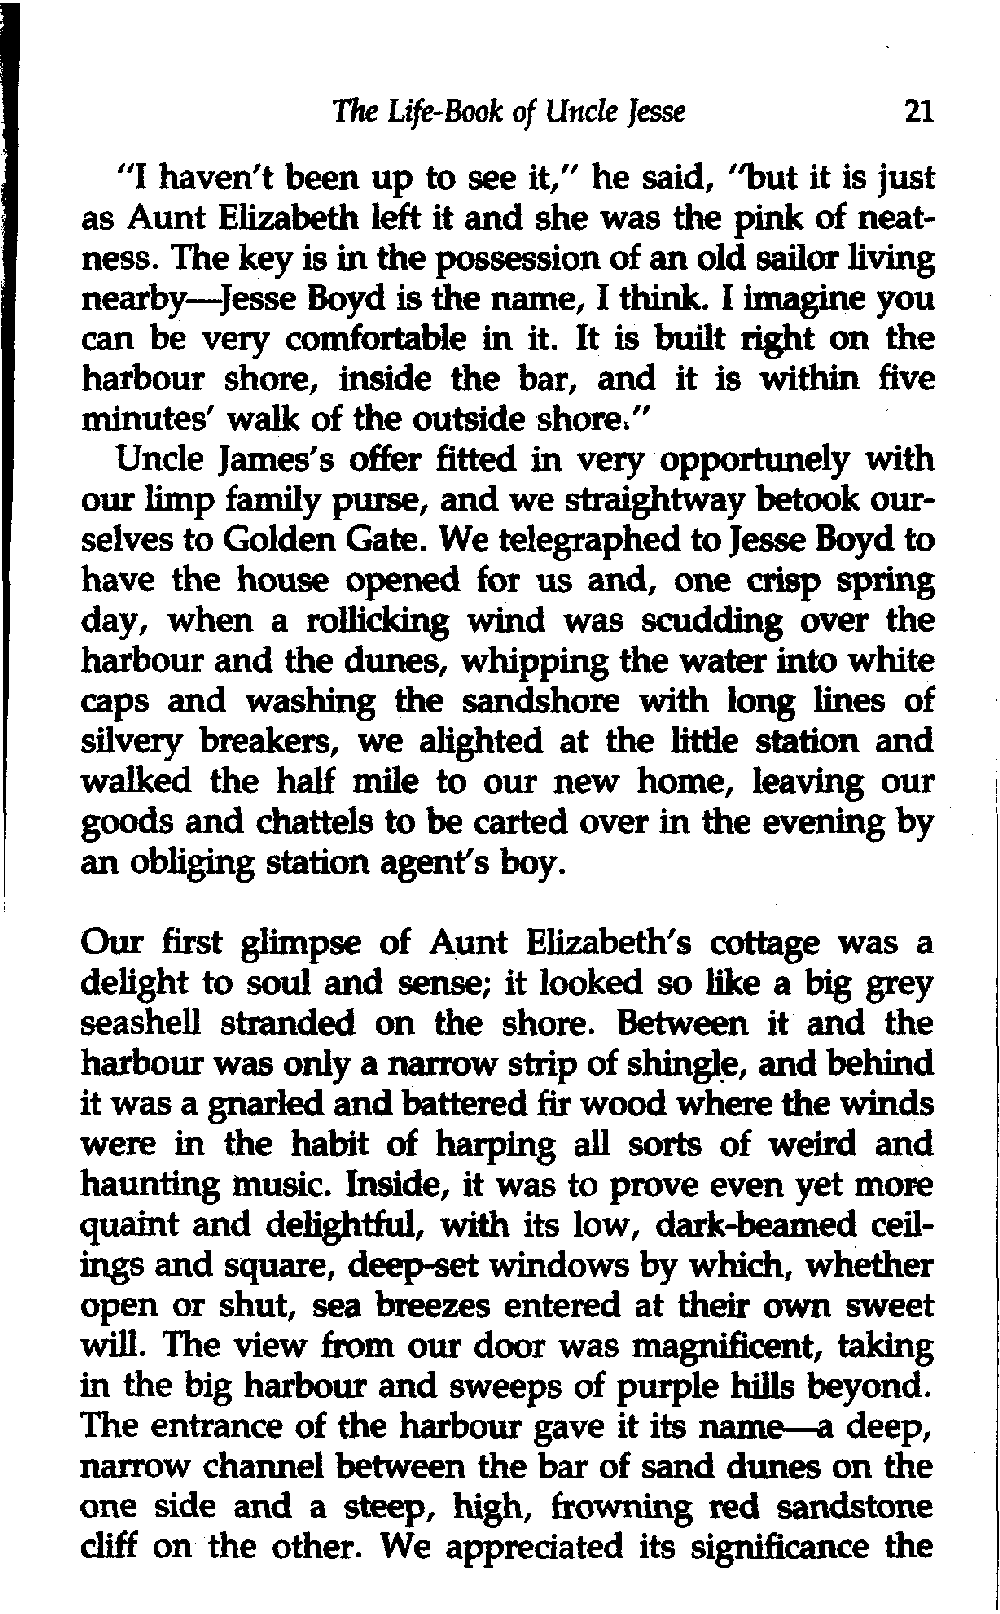 The Life-Book of Uncle Jesse 21
"I haven't been up to see it," he said, "but it is just
as Aunt Elizabeth left it and she was the pink of neat-
ness. The key is in the possession of an old sailor living
nearby—Jesse Boyd is the name, I think. I imagine you
can be very comfortable in it. It is built right on the
harbour shore, inside the bar, and it is within five
minutes' walk of the outside shore."
Uncle James's offer fitted in very opportunely with
our limp family purse, and we straightway betook our-
selves to Golden Gate. We telegraphed to Jesse Boyd to
have the house opened for us and, one crisp spring
day, when a rollicking wind was scudding over the
harbour and the dunes, whipping the water into white
caps and washing the sandshore with long lines of
silvery breakers, we alighted at the little station and
walked the half mile to our new home, leaving our
goods and chattels to be carted over in the evening by
an obliging station agent's boy.
Our first glimpse of Aunt Elizabeth's cottage was a
delight to soul and sense; it looked so like a big grey
seashell stranded on the shore. Between it and the
harbour was only a narrow strip of shingle, and behind
it was a gnarled and battered fir wood where the winds
were in the habit of harping all sorts of weird and
haunting music. Inside, it was to prove even yet more
quaint and delightful, with its low, dark-beamed ceil-
ings and square, deep-set windows by which, whether
open or shut, sea breezes entered at their own sweet
will. The view from our door was magnificent, taking
in the big harbour and sweeps of purple hills beyond.
The entrance of the harbour gave it its name—a deep,
narrow channel between the bar of sand dunes on the
one side and a steep, high, frowning red sandstone
cliff on the other. We appreciated its significance the